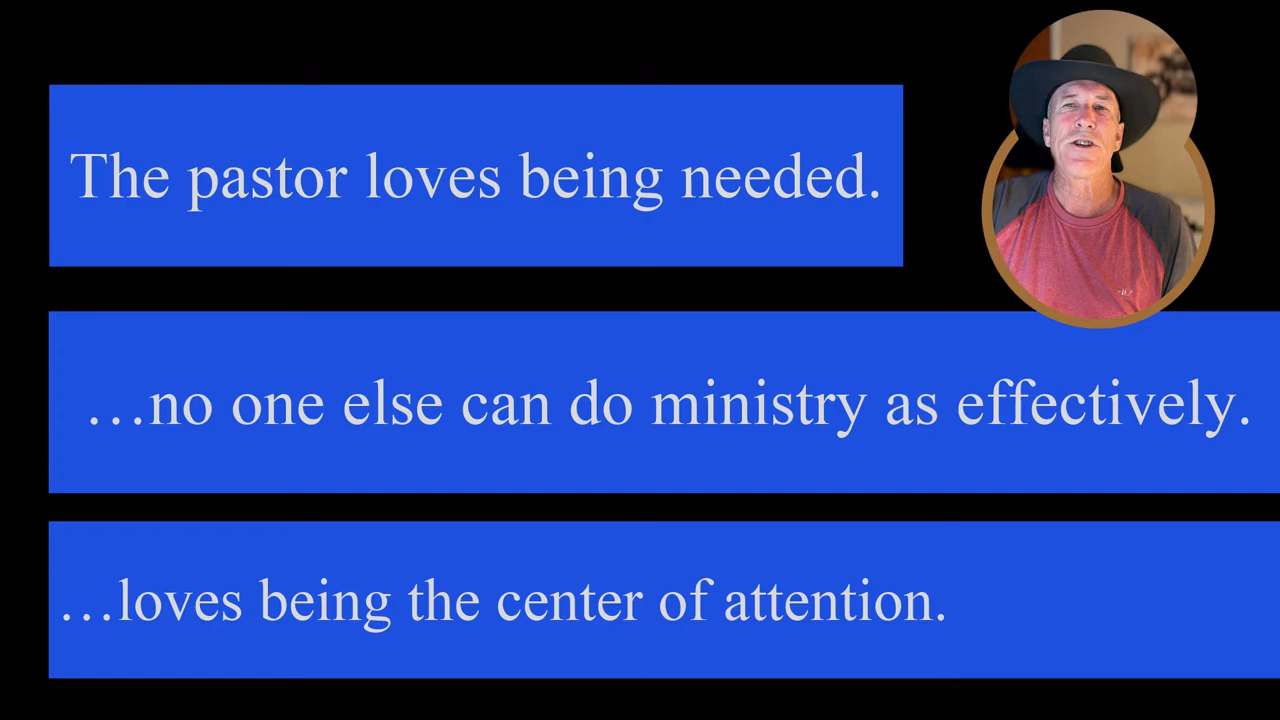 The pastor loves being needed.
…no one else can do ministry as effectively.
…loves being the center of attention.